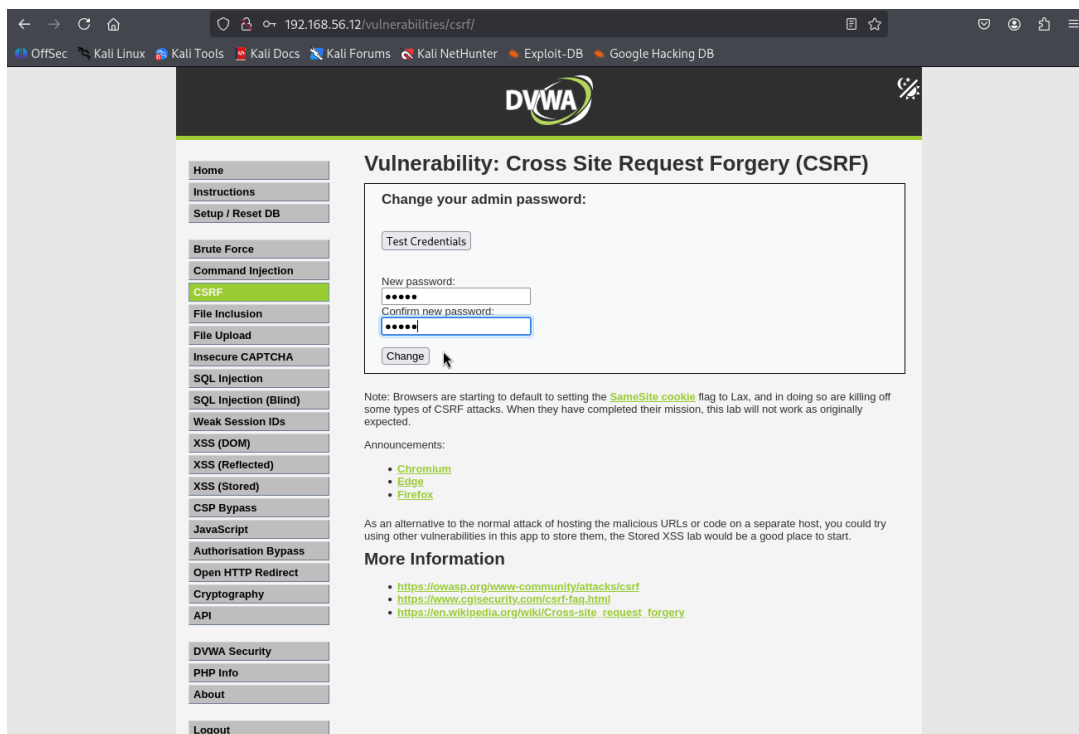 192.168.56.12/vulnerabilities/csrf/
OffSec Kali Linux Kali Tools Kali Docs Kali Forums Kali NetHunter Exploit-DB Google Hacking DB
DVWA
Home
Instructions
Setup / Reset DB
Brute Force
Command Injection
CSRF
File Inclusion
File Upload
Insecure CAPTCHA
SQL Injection
SQL Injection (Blind)
Weak Session IDs
XSS (DOM)
XSS (Reflected)
XSS (Stored)
CSP Bypass
JavaScript
Authorisation Bypass
Open HTTP Redirect
Cryptography
API
DVWA Security
PHP Info
About
Logout
Vulnerability: Cross Site Request Forgery (CSRF)
Change your admin password:
Test Credentials
New password:
•••••
Confirm new password:
•••••
Change
Note: Browsers are starting to default to setting the SameSite cookie flag to Lax, and in doing so are killing off
some types of CSRF attacks. When they have completed their mission, this lab will not work as originally
expected.
Announcements:
• Chromium
• Edge
• Firefox
As an alternative to the normal attack of hosting the malicious URLs or code on a separate host, you could try
using other vulnerabilities in this app to store them, the Stored XSS lab would be a good place to start.
More Information
• https://owasp.org/www-community/attacks/csrf
• https://www.cgisecurity.com/csrf-faq.html
• https://en.wikipedia.org/wiki/Cross-site_request_forgery